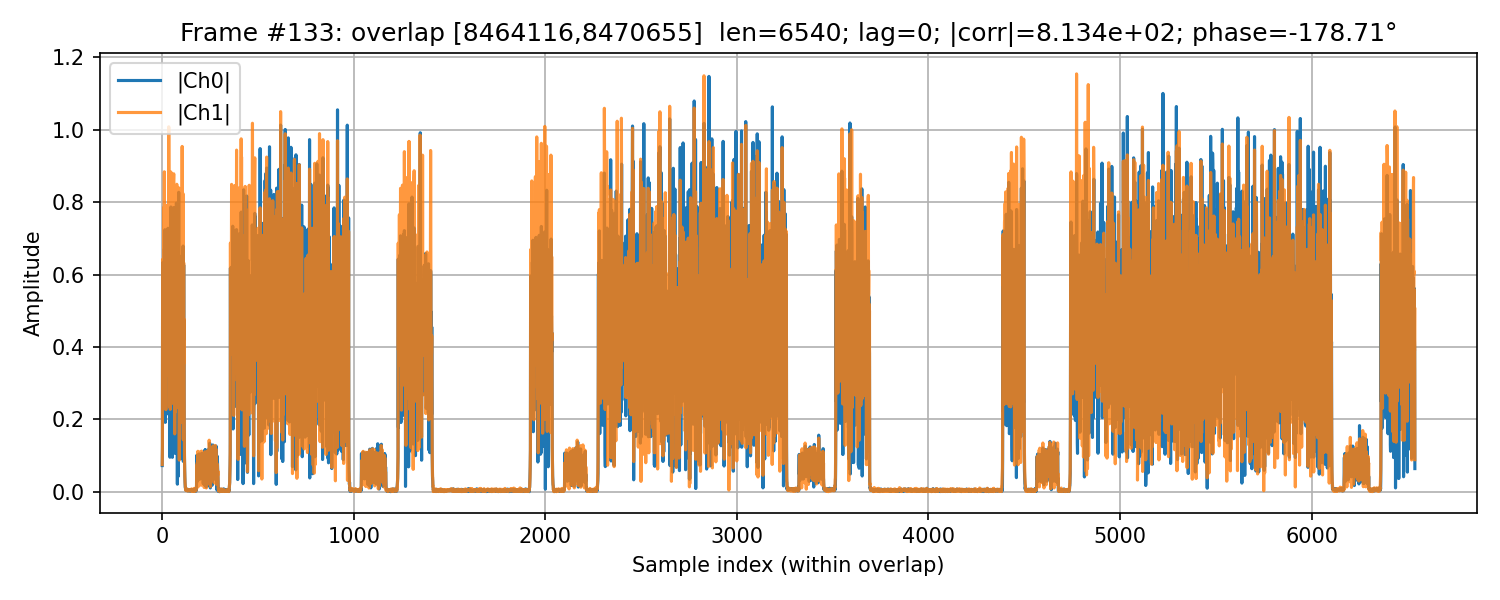 Frame #133: overlap [8464116,8470655]  len=6540; lag=0; |corr|=8.134e+02; phase=-178.71°
|Ch0|
|Ch1|
Amplitude
1.2
1.0
0.8
0.6
0.4
0.2
0.0
0 1000 2000 3000 4000 5000 6000
Sample index (within overlap)